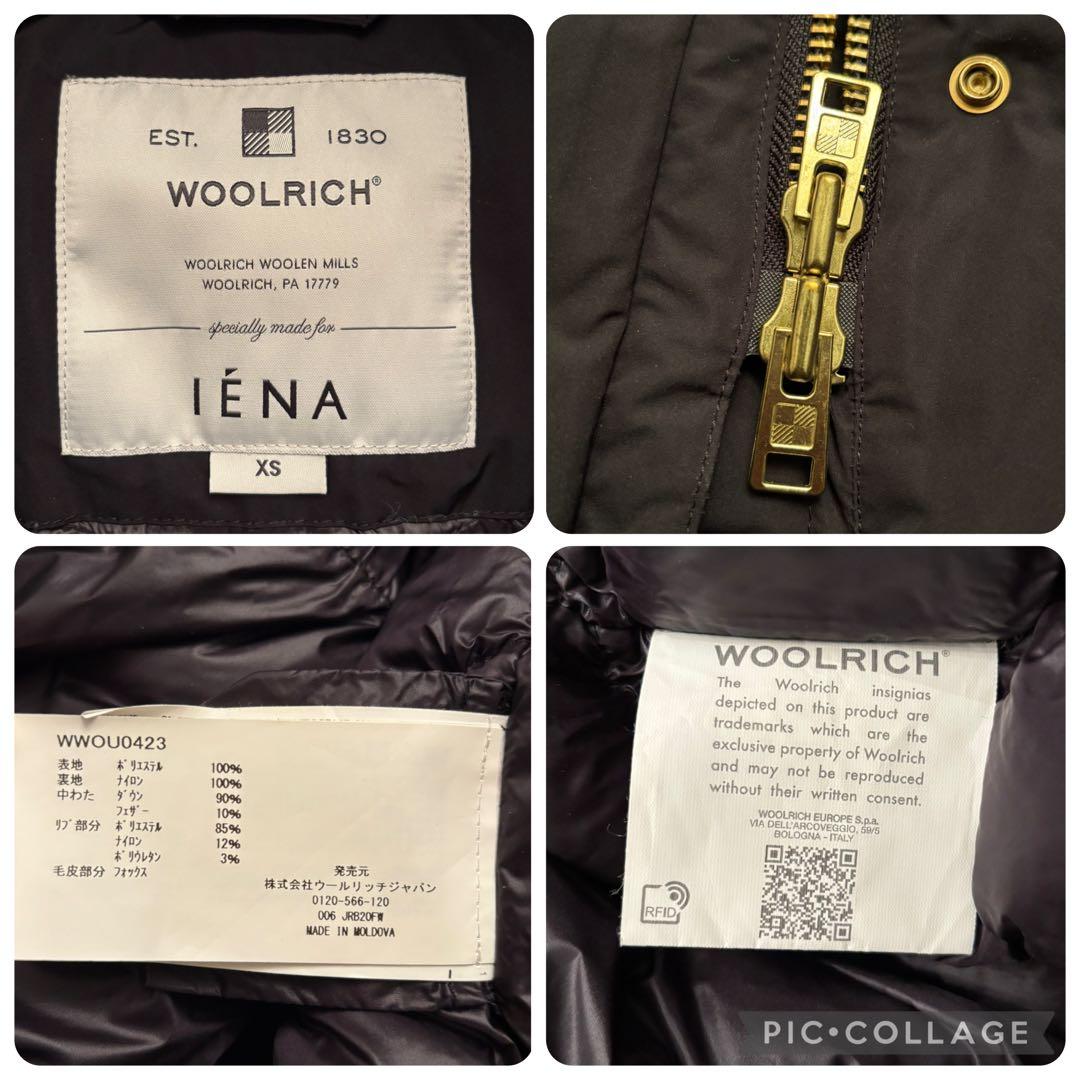 EST. 1830
WOOLRICH®
WOOLRICH WOOLEN MILLS
WOOLRICH, PA 17779
specially made for
IÉNA
XS
WWOU0423
表地 ポリエステル 100%
裏地 ナイロン 100%
中わた ダウン 90%
フェザー 10%
リブ部分 ポリエステル 85%
ナイロン 12%
ポリウレタン 3%
毛皮部分 フォックス
発売元
株式会社ウールリッチジャパン
0120-566-120
006 JRB20FW
MADE IN MOLDOVA
WOOLRICH®
The Woolrich insignias
depicted on this product are
trademarks which are the
exclusive property of Woolrich
and may not be reproduced
without their written consent.
WOOLRICH EUROPE S.p.a.
VIA DELL'ARCOVEGGIO, 59/5
BOLOGNA - ITALY
RFID
PIC•COLLAGE